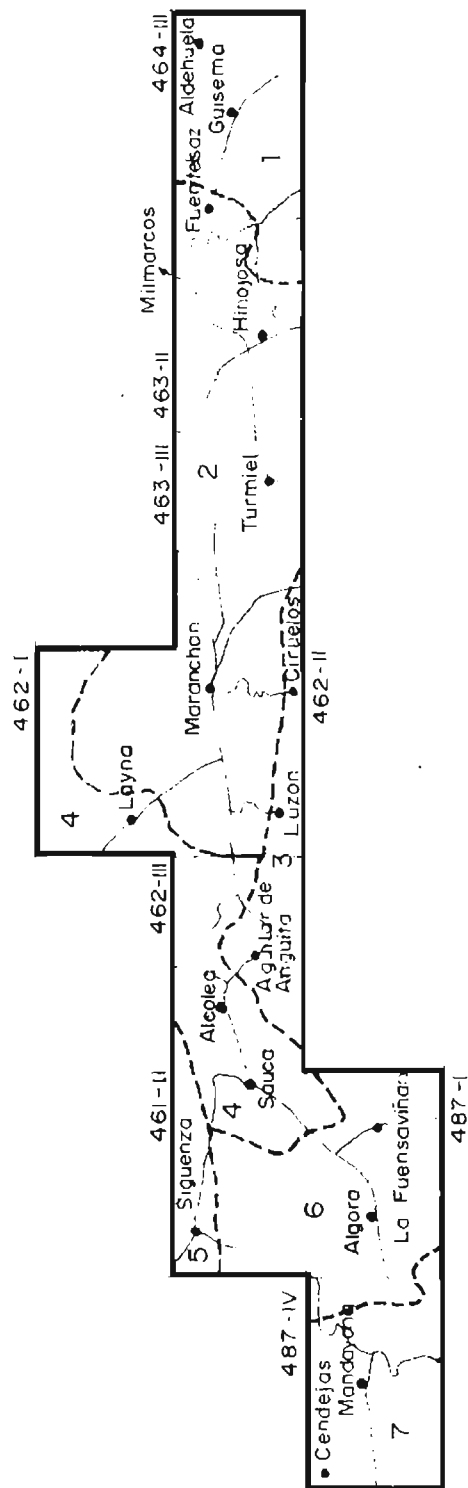 462-I
463-III
463-II
Milmarcos
464-III
4
Layna
462-III
461-II
Siguenza
5
Alcolea
4
Sauca
Aguilar de
Anguita
Maranchon
2
Turmiel
Hinojosa
Fuentelsaz
Aldehuela
Guisema
1
Luzon
Cirruelos
3
462-II
487-IV
Cendejas
Mandayona
7
6
Algora
La Fuensaviñan
487-I